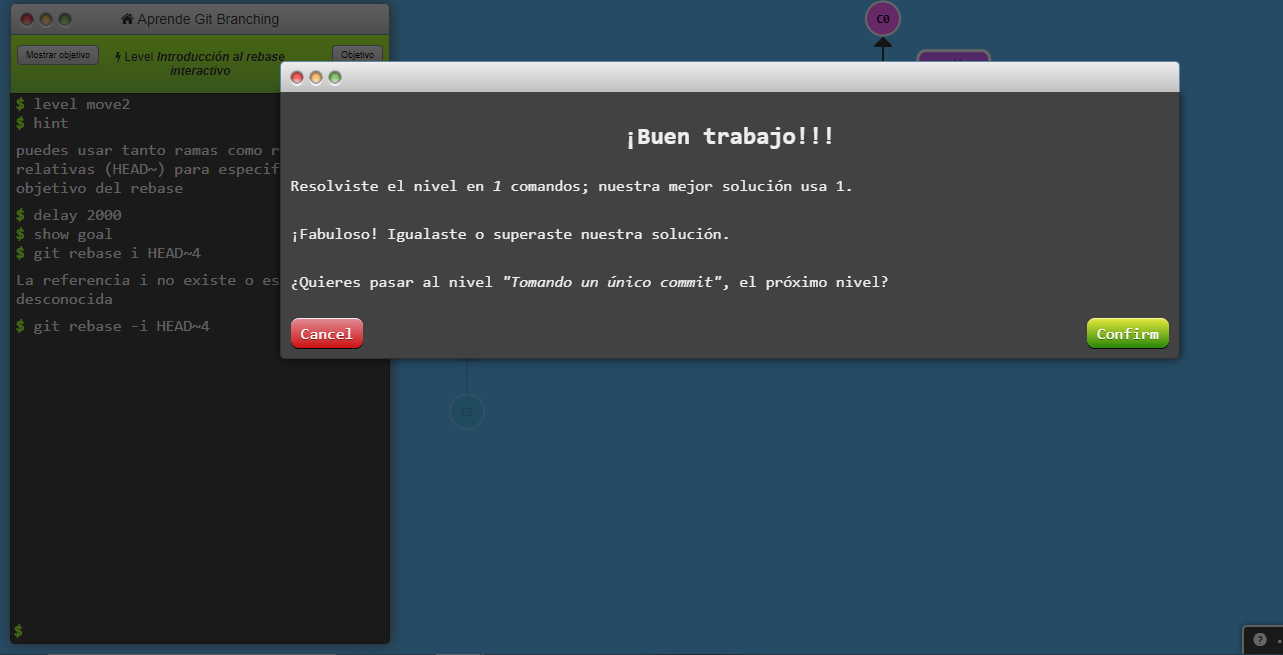 Aprende Git Branching
Mostrar objetivo
Level Introducción al rebase
interactivo
Objetivo
$ level move2
$ hint
puedes usar tanto ramas como
relativas (HEAD~) para
objetivo del rebase
$ delay 2000
$ show goal
$ git rebase i HEAD~4
La referencia i no existe o es
desconocida
$ git rebase -i HEAD~4
$
C0
¡Buen trabajo!!!
Resolviste el nivel en 1 comandos; nuestra mejor solución usa 1.
¡Fabuloso! Igualaste o superaste nuestra solución.
¿Quieres pasar al nivel "Tomando un único commit", el próximo nivel?
Cancel
Confirm
C5
?